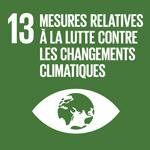 13 MESURES RELATIVES
À LA LUTTE CONTRE
LES CHANGEMENTS
CLIMATIQUES